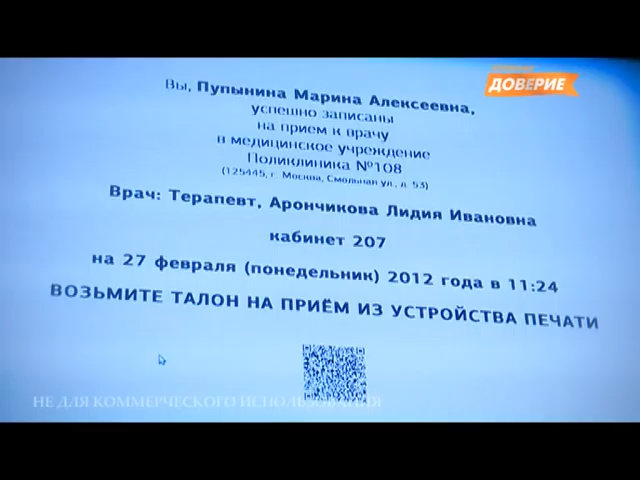 ДОВЕРИЕ
Вы, Пупынина Марина Алексеевна,
успешно записаны
на прием к врачу
в медицинское учреждение
Поликлиника №108
(125445, г. Москва, Смольная ул., д. 53)
Врач: Терапевт, Арончикова Лидия Ивановна
кабинет 207
на 27 февраля (понедельник) 2012 года в 11:24
ВОЗЬМИТЕ ТАЛОН НА ПРИЁМ ИЗ УСТРОЙСТВА ПЕЧАТИ
НЕ ДЛЯ КОММЕРЧЕСКОГО ИСПОЛЬЗОВАНИЯ